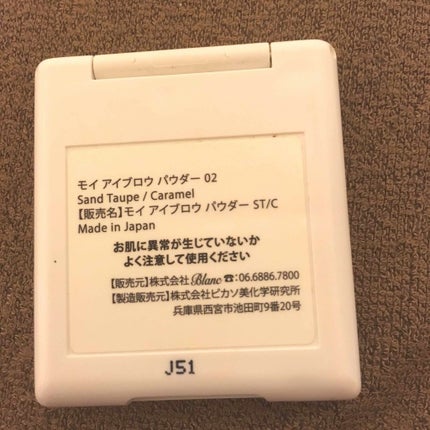 モイ アイブロウ パウダー 02
Sand Taupe / Caramel
【販売名】モイ アイブロウ パウダー ST/C
Made in Japan
お肌に異常が生じていないか
よく注意して使用ください
【販売元】株式会社 Blanc ☎:06.6886.7800
【製造販売元】株式会社ピカソ美化学研究所
兵庫県西宮市池田町9番20号
J51